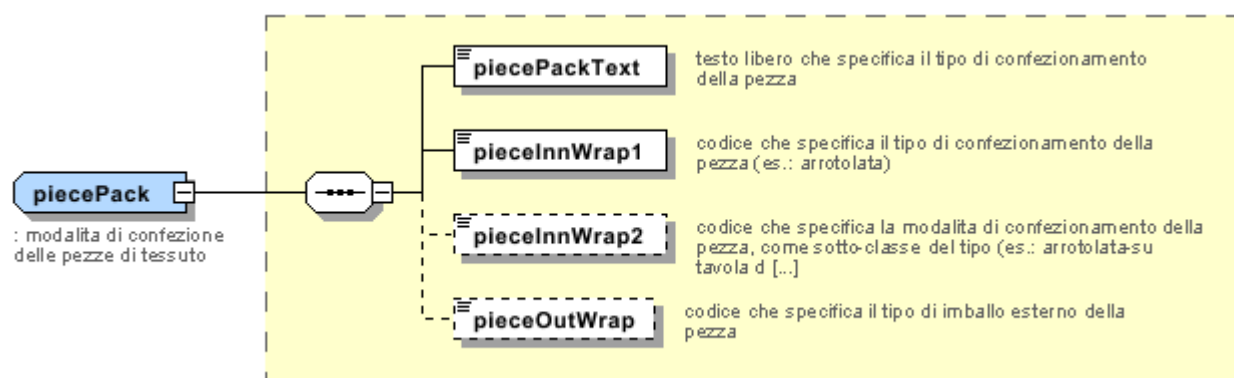 piecePackText
testo libero che specifica il tipo di confezionamento
della pezza
pieceInnWrap1
codice che specifica il tipo di confezionamento della
pezza (es.: arrotolata)
piecePack
: modalita di confezione
delle pezze di tessuto
pieceInnWrap2
codice che specifica la modalita di confezionamento della
pezza, come sotto-classe del tipo (es.: arrotolata-su
tavola d [...]
pieceOutWrap
codice che specifica il tipo di imballo esterno della
pezza